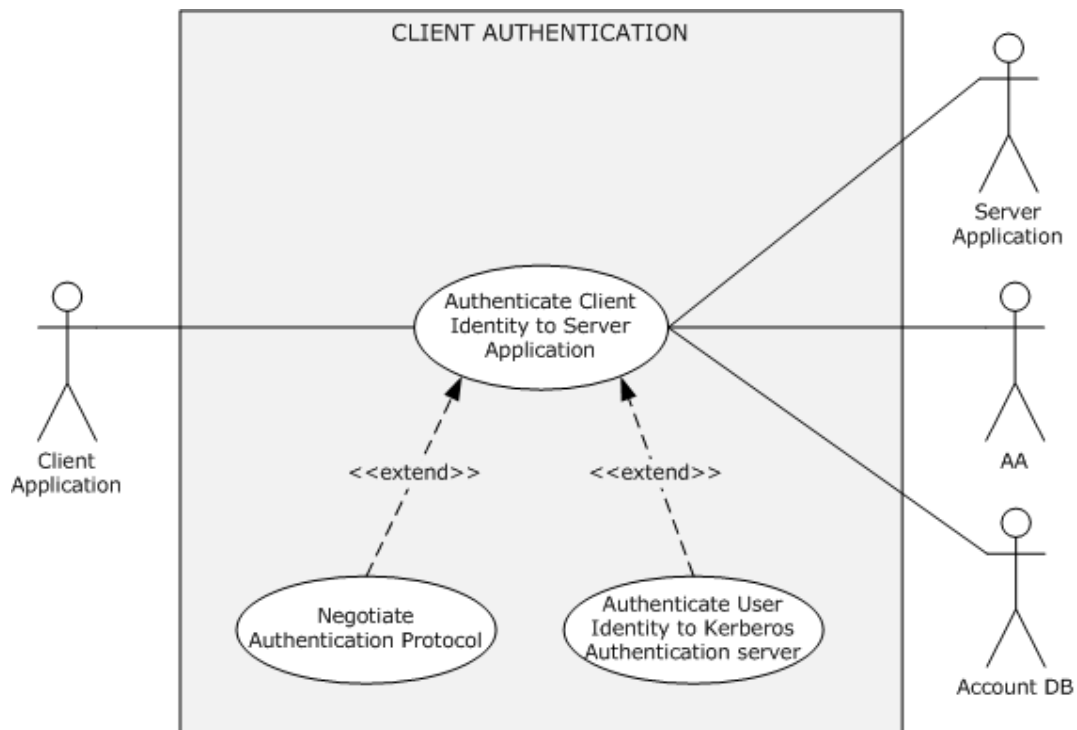 CLIENT AUTHENTICATION
Server
Application
Authenticate Client
Identity to Server
Application
Client
Application
AA
<<extend>>
<<extend>>
Negotiate
Authentication Protocol
Authenticate User
Identity to Kerberos
Authentication server
Account DB